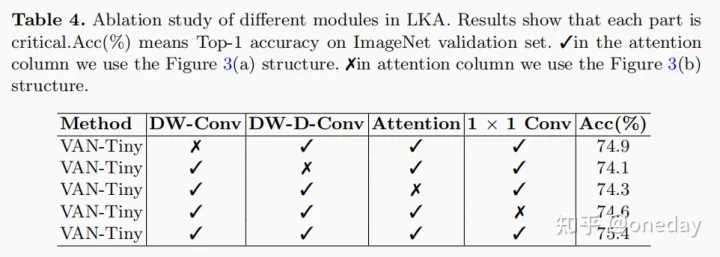 Table 4. Ablation study of different modules in LKA. Results show that each part is
critical.Acc(%) means Top-1 accuracy on ImageNet validation set. ✓in the attention
column we use the Figure 3(a) structure. ✗in attention column we use the Figure 3(b)
structure.
Method DW-Conv DW-D-Conv Attention 1 × 1 Conv Acc(%)
VAN-Tiny ✗ ✓ ✓ ✓ 74.9
VAN-Tiny ✓ ✗ ✓ ✓ 74.1
VAN-Tiny ✓ ✓ ✗ ✓ 74.3
VAN-Tiny ✓ ✓ ✓ ✗ 74.6
VAN-Tiny ✓ ✓ ✓ ✓ 75.4
知乎 @oneday